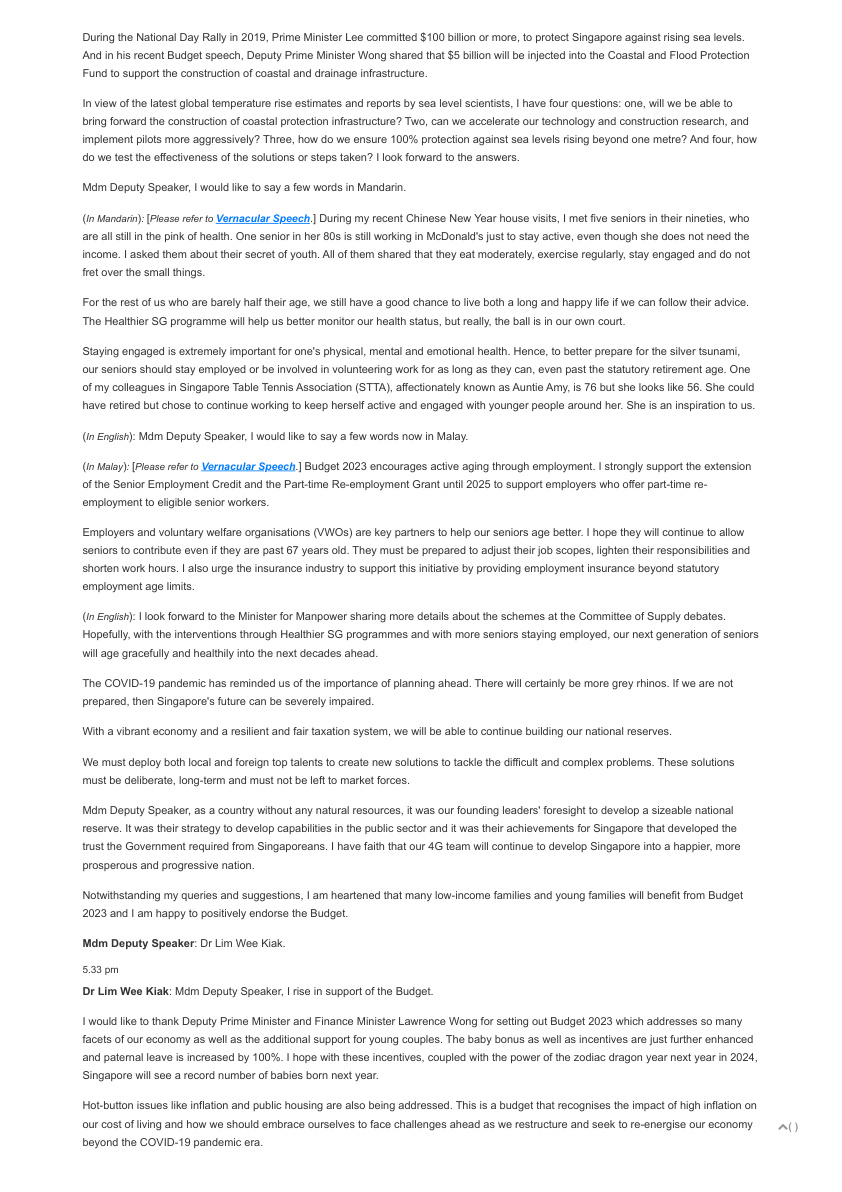 During the National Day Rally in 2019, Prime Minister Lee committed $100 billion or more, to protect Singapore against rising sea levels.
And in his recent Budget speech, Deputy Prime Minister Wong shared that $5 billion will be injected into the Coastal and Flood Protection
Fund to support the construction of coastal and drainage infrastructure.
In view of the latest global temperature rise estimates and reports by sea level scientists, I have four questions: one, will we be able to
bring forward the construction of coastal protection infrastructure? Two, can we accelerate our technology and construction research, and
implement pilots more aggressively? Three, how do we ensure 100% protection against sea levels rising beyond one metre? And four, how
do we test the effectiveness of the solutions or steps taken? I look forward to the answers.
Mdm Deputy Speaker, I would like to say a few words in Mandarin.
(In Mandarin): [Please refer to Vernacular Speech.] During my recent Chinese New Year house visits, I met five seniors in their nineties, who
are all still in the pink of health. One senior in her 80s is still working in McDonald's just to stay active, even though she does not need the
income. I asked them about their secret of youth. All of them shared that they eat moderately, exercise regularly, stay engaged and do not
fret over the small things.
For the rest of us who are barely half their age, we still have a good chance to live both a long and happy life if we can follow their advice.
The Healthier SG programme will help us better monitor our health status, but really, the ball is in our own court.
Staying engaged is extremely important for one's physical, mental and emotional health. Hence, to better prepare for the silver tsunami,
our seniors should stay employed or be involved in volunteering work for as long as they can, even past the statutory retirement age. One
of my colleagues in Singapore Table Tennis Association (STTA), affectionately known as Auntie Amy, is 76 but she looks like 56. She could
have retired but chose to continue working to keep herself active and engaged with younger people around her. She is an inspiration to us.
(In English): Mdm Deputy Speaker, I would like to say a few words now in Malay.
(In Malay): [Please refer to Vernacular Speech.] Budget 2023 encourages active aging through employment. I strongly support the extension
of the Senior Employment Credit and the Part-time Re-employment Grant until 2025 to support employers who offer part-time re-
employment to eligible senior workers.
Employers and voluntary welfare organisations (VWOs) are key partners to help our seniors age better. I hope they will continue to allow
seniors to contribute even if they are past 67 years old. They must be prepared to adjust their job scopes, lighten their responsibilities and
shorten work hours. I also urge the insurance industry to support this initiative by providing employment insurance beyond statutory
employment age limits.
(In English): I look forward to the Minister for Manpower sharing more details about the schemes at the Committee of Supply debates.
Hopefully, with the interventions through Healthier SG programmes and with more seniors staying employed, our next generation of seniors
will age gracefully and healthily into the next decades ahead.
The COVID-19 pandemic has reminded us of the importance of planning ahead. There will certainly be more grey rhinos. If we are not
prepared, then Singapore's future can be severely impaired.
With a vibrant economy and a resilient and fair taxation system, we will be able to continue building our national reserves.
We must deploy both local and foreign top talents to create new solutions to tackle the difficult and complex problems. These solutions
must be deliberate, long-term and must not be left to market forces.
Mdm Deputy Speaker, as a country without any natural resources, it was our founding leaders' foresight to develop a sizeable national
reserve. It was their strategy to develop capabilities in the public sector and it was their achievements for Singapore that developed the
trust the Government required from Singaporeans. I have faith that our 4G team will continue to develop Singapore into a happier, more
prosperous and progressive nation.
Notwithstanding my queries and suggestions, I am heartened that many low-income families and young families will benefit from Budget
2023 and I am happy to positively endorse the Budget.
Mdm Deputy Speaker: Dr Lim Wee Kiak.
5.33 pm
Dr Lim Wee Kiak: Mdm Deputy Speaker, I rise in support of the Budget.
I would like to thank Deputy Prime Minister and Finance Minister Lawrence Wong for setting out Budget 2023 which addresses so many
facets of our economy as well as the additional support for young couples. The baby bonus as well as incentives are just further enhanced
and paternal leave is increased by 100%. I hope with these incentives, coupled with the power of the zodiac dragon year next year in 2024,
Singapore will see a record number of babies born next year.
Hot-button issues like inflation and public housing are also being addressed. This is a budget that recognises the impact of high inflation on
our cost of living and how we should embrace ourselves to face challenges ahead as we restructure and seek to re-energise our economy
beyond the COVID-19 pandemic era.
( )